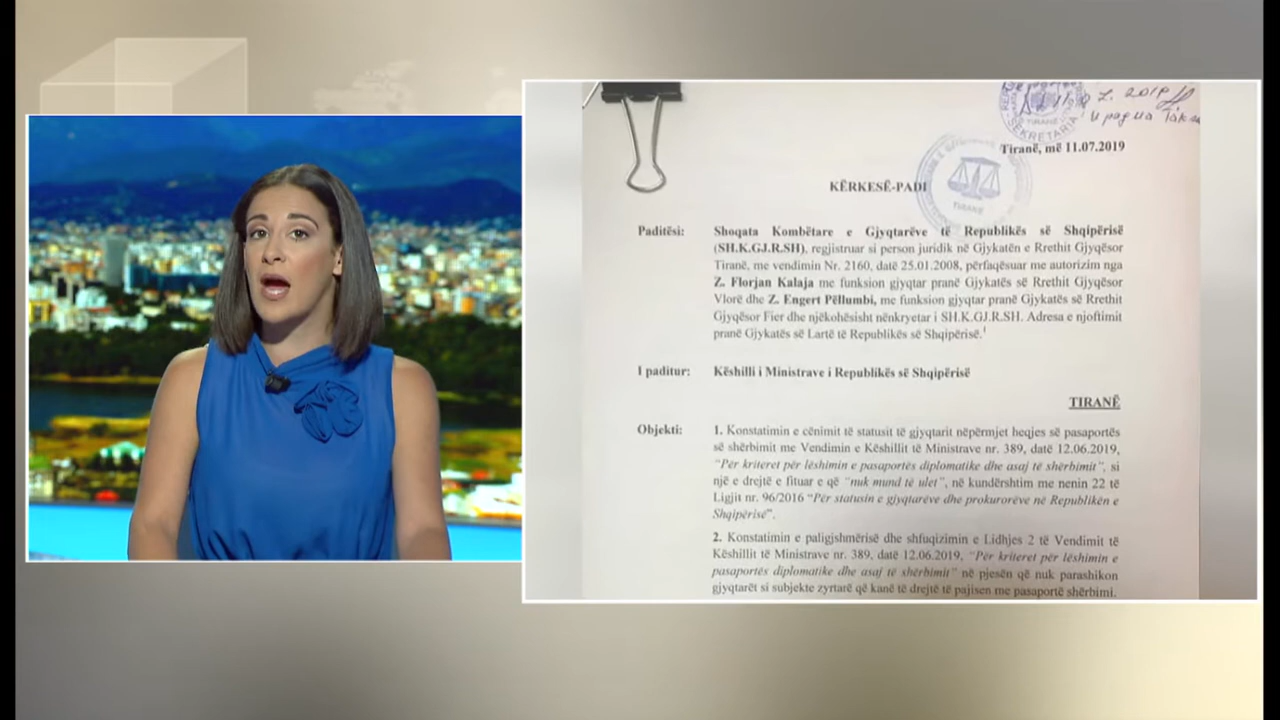 Z. 2019
SEKRETARIA
Tiranë, më 11.07.2019
KËRKESË-PADI
TIRANE
Paditësi: Shoqata Kombëtare e Gjyqtarëve të Republikës së Shqipërisë
(SH.K.GJ.R.SH), regjistruar si person juridik në Gjykatën e Rrethit Gjyqësor
Tiranë, me vendimin Nr. 2160, datë 25.01.2008, përfaqësuar me autorizim nga
Z. Florjan Kalaja me funksion gjyqtar pranë Gjykatës së Rrethit Gjyqësor
Vlorë dhe Z. Engert Pëllumbi, me funksion gjyqtar pranë Gjykatës së Rrethit
Gjyqësor Fier dhe njëkohësisht nënkryetar i SH.K.GJ.R.SH. Adresa e njoftimit
pranë Gjykatës së Lartë të Republikës së Shqipërisë.¹
I paditur: Këshilli i Ministrave i Republikës së Shqipërisë
TIRANË
Objekti: 1. Konstatimin e cënimit të statusit të gjyqtarit nëpërmjet heqjes së pasaportës
së shërbimit me Vendimin e Këshillit të Ministrave nr. 389, datë 12.06.2019,
"Për kriteret për lëshimin e pasaportës diplomatike dhe asaj të shërbimit", si
një e drejtë e fituar e që "nuk mund të ulet", në kundërshtim me nenin 22 të
Ligjit nr. 96/2016 "Për statusin e gjyqtarëve dhe prokurorëve në Republikën e
Shqipërisë".
2. Konstatimin e paligjshmërisë dhe shfuqizimin e Lidhjes 2 të Vendimit të
Këshillit të Ministrave nr. 389, datë 12.06.2019, "Për kriteret për lëshimin e
pasaportës diplomatike dhe asaj të shërbimit" në pjesën që nuk parashikon
gjyqtarët si subjekte zyrtarë që kanë të drejtë të pajisen me pasaportë shërbimi.